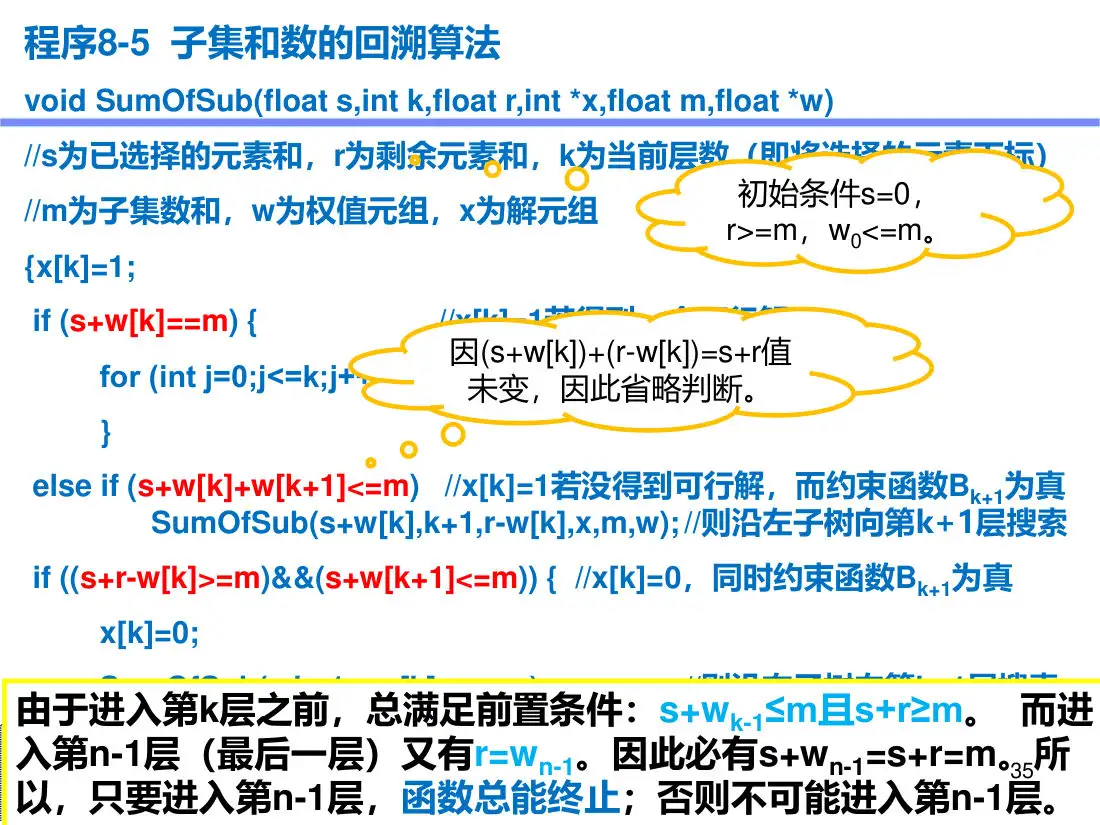 程序8-5 子集和数的回溯算法
void SumOfSub(float s,int k,float r,int *x,float m,float *w)
//s为已选择的元素和，r为剩余元素和，k为当前层数（即将选择的元素下标）
//m为子集数和，w为权值元组，x为解元组
初始条件s=0，
r>=m，w0<=m。
{x[k]=1;
if (s+w[k]==m) {
因(s+w[k])+(r-w[k])=s+r值
未变，因此省略判断。
for (int j=0;j<=k;j+
}
else if (s+w[k]+w[k+1]<=m) //x[k]=1若没得到可行解，而约束函数Bk+1为真
SumOfSub(s+w[k],k+1,r-w[k],x,m,w); //则沿左子树向第k+1层搜索
if ((s+r-w[k]>=m)&&(s+w[k+1]<=m)) { //x[k]=0，同时约束函数Bk+1为真
x[k]=0;
由于进入第k层之前，总满足前置条件：s+wk-1≤m且s+r≥m。 而进
入第n-1层（最后一层）又有r=wn-1。因此必有s+wn-1=s+r=m。所
以，只要进入第n-1层，函数总能终止；否则不可能进入第n-1层。
35